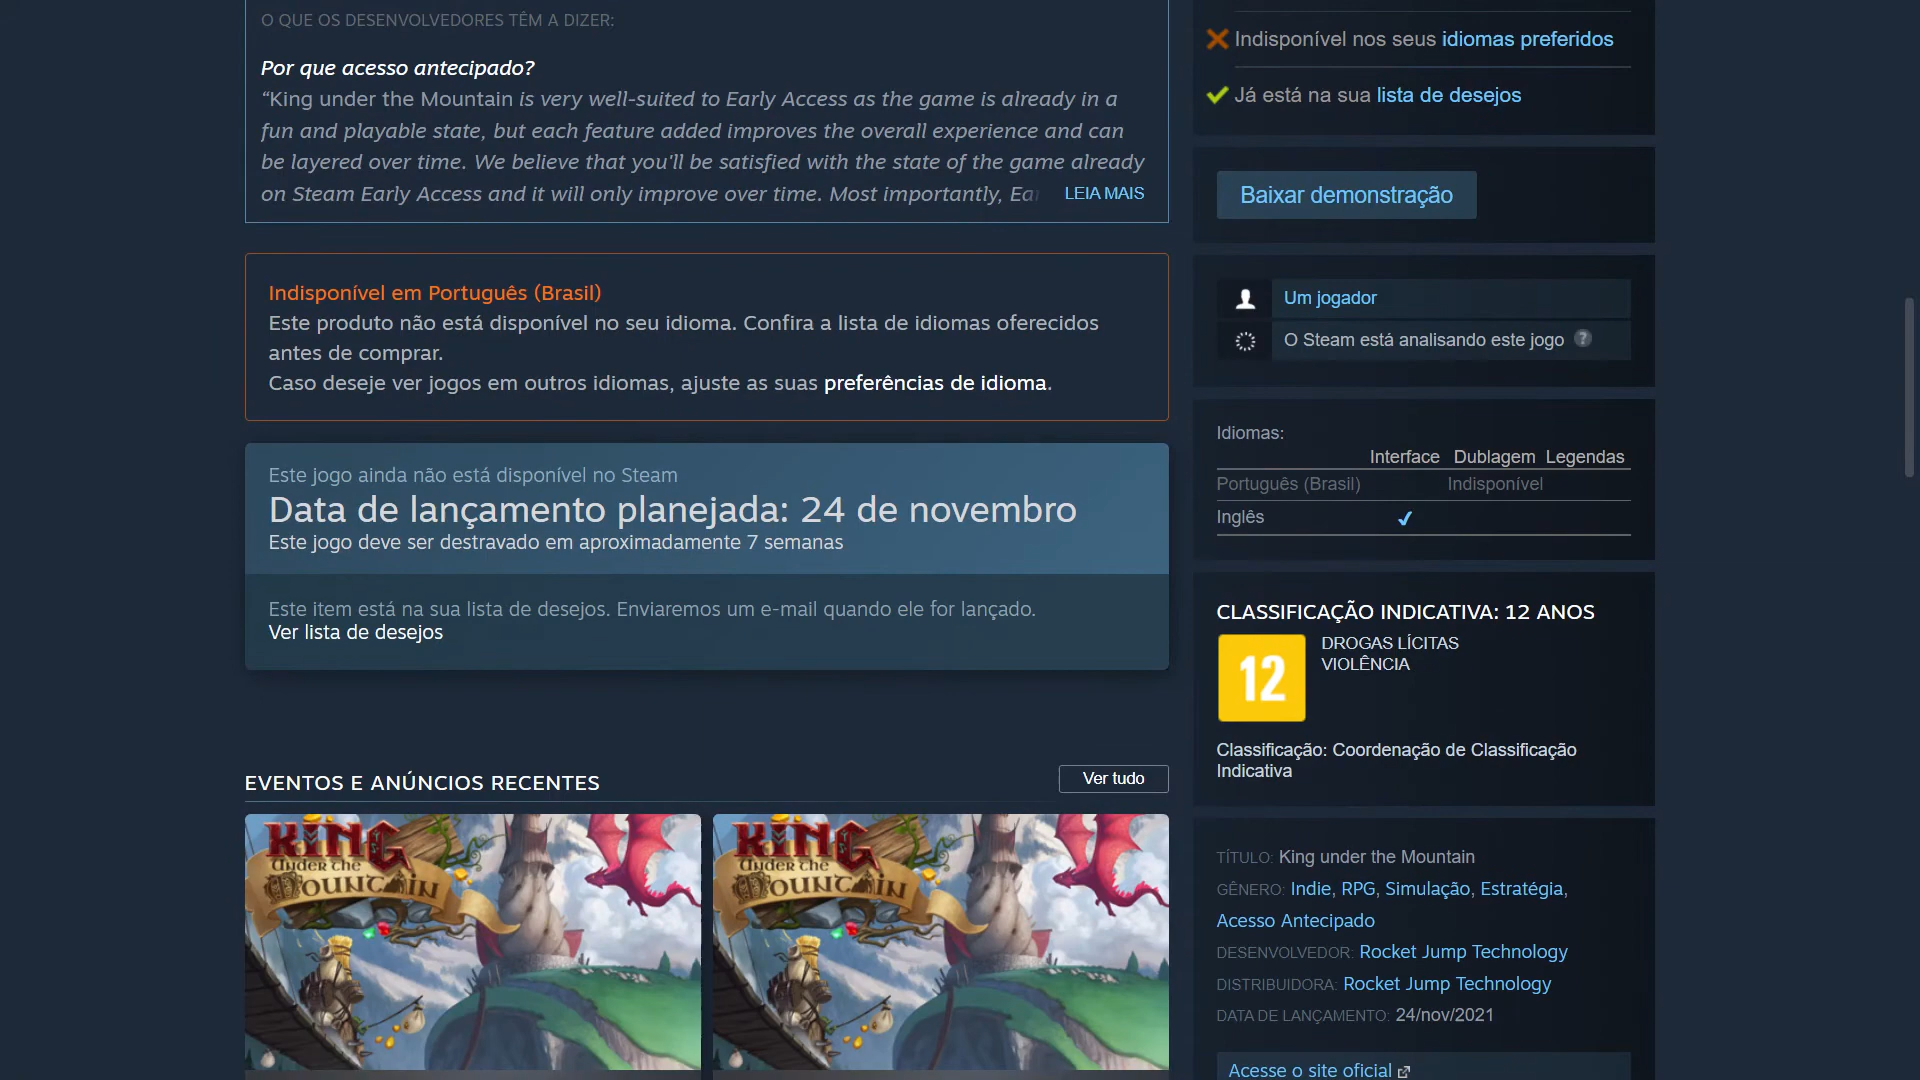 O QUE OS DESENVOLVEDORES TÊM A DIZER:
Por que acesso antecipado?
“King under the Mountain is very well-suited to Early Access as the game is already in a
fun and playable state, but each feature added improves the overall experience and can
be layered over time. We believe that you'll be satisfied with the state of the game already
on Steam Early Access and it will only improve over time. Most importantly, Ear
LEIA MAIS
Indisponível em Português (Brasil)
Este produto não está disponível no seu idioma. Confira a lista de idiomas oferecidos
antes de comprar.
Caso deseje ver jogos em outros idiomas, ajuste as suas preferências de idioma.
Este jogo ainda não está disponível no Steam
Data de lançamento planejada: 24 de novembro
Este jogo deve ser destravado em aproximadamente 7 semanas
Este item está na sua lista de desejos. Enviaremos um e-mail quando ele for lançado.
Ver lista de desejos
EVENTOS E ANÚNCIOS RECENTES
Ver tudo
KING
UNDER THE
MOUNTAIN
KING
UNDER THE
MOUNTAIN
Indisponível nos seus idiomas preferidos
Já está na sua lista de desejos
Baixar demonstração
Um jogador
O Steam está analisando este jogo ?
Idiomas:
Interface Dublagem Legendas
Português (Brasil) Indisponível
Inglês ✔
CLASSIFICAÇÃO INDICATIVA: 12 ANOS
12
DROGAS LÍCITAS
VIOLÊNCIA
Classificação: Coordenação de Classificação
Indicativa
TÍTULO: King under the Mountain
GÊNERO: Indie, RPG, Simulação, Estratégia,
Acesso Antecipado
DESENVOLVEDOR: Rocket Jump Technology
DISTRIBUIDORA: Rocket Jump Technology
DATA DE LANÇAMENTO: 24/nov/2021
Acesse o site oficial